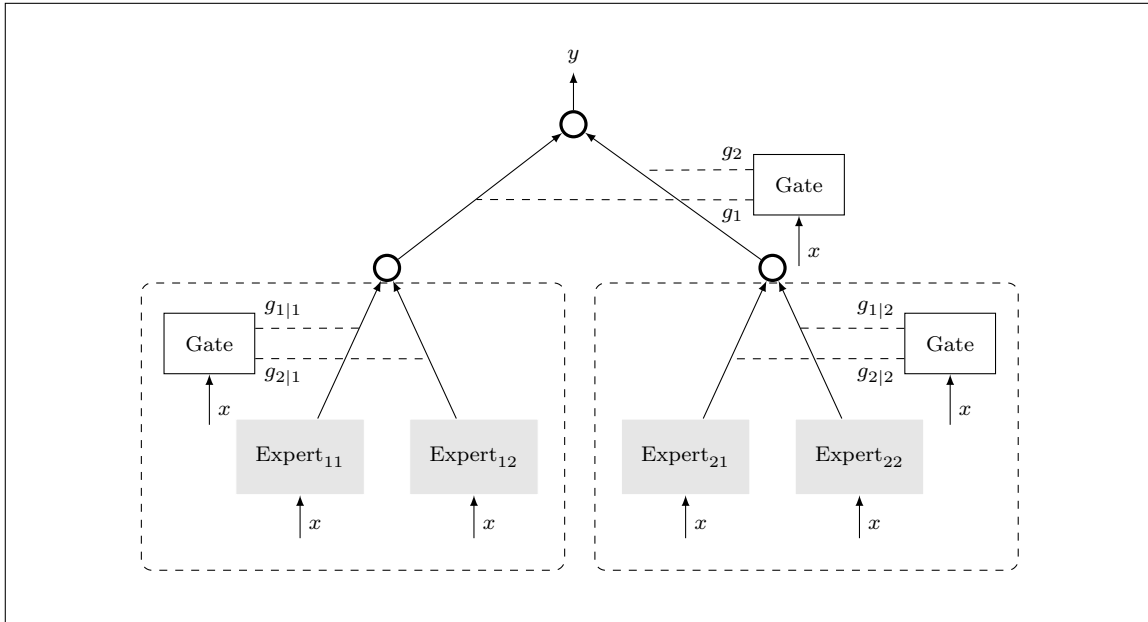 y
g₂
Gate
g₁
x
g₁|₁
g₁|₂
Gate
Gate
g₂|₁
g₂|₂
x
x
Expert₁₁
Expert₁₂
Expert₂₁
Expert₂₂
x
x
x
x